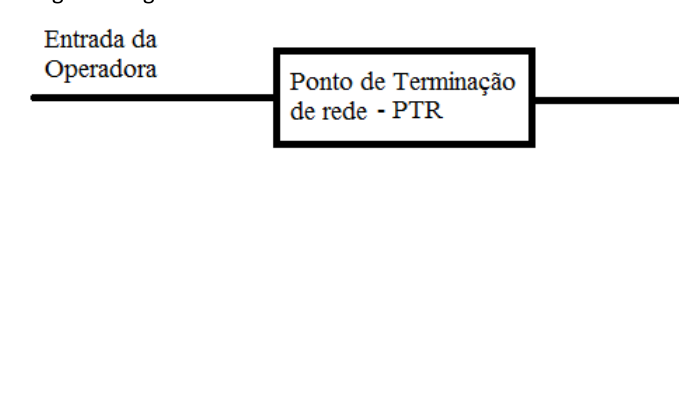 Entrada da
Operadora
Ponto de Terminação
de rede - PTR